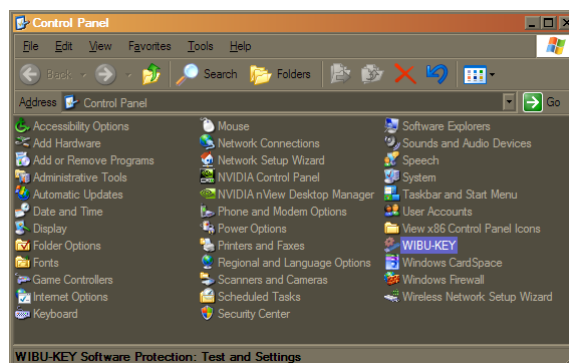 Control Panel
File Edit View Favorites Tools Help
Back Search Folders
Address Control Panel Go
Accessibility Options
Add Hardware
Add or Remove Programs
Administrative Tools
Automatic Updates
Date and Time
Display
Folder Options
Fonts
Game Controllers
Internet Options
Keyboard
Mouse
Network Connections
Network Setup Wizard
NVIDIA Control Panel
NVIDIA nView Desktop Manager
Phone and Modem Options
Power Options
Printers and Faxes
Regional and Language Options
Scanners and Cameras
Scheduled Tasks
Security Center
Software Explorers
Sounds and Audio Devices
Speech
System
Taskbar and Start Menu
User Accounts
View x86 Control Panel Icons
WIBU-KEY
Windows CardSpace
Windows Firewall
Wireless Network Setup Wizard
WIBU-KEY Software Protection: Test and Settings